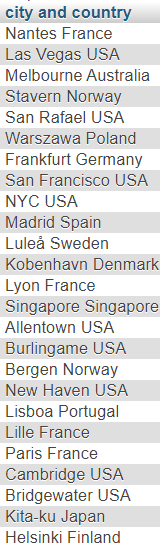 city and country
Nantes France
Las Vegas USA
Melbourne Australia
Stavern Norway
San Rafael USA
Warszawa Poland
Frankfurt Germany
San Francisco USA
NYC USA
Madrid Spain
Luleå Sweden
Kobenhavn Denmark
Lyon France
Singapore Singapore
Allentown USA
Burlingame USA
Bergen Norway
New Haven USA
Lisboa Portugal
Lille France
Paris France
Cambridge USA
Bridgewater USA
Kita-ku Japan
Helsinki Finland